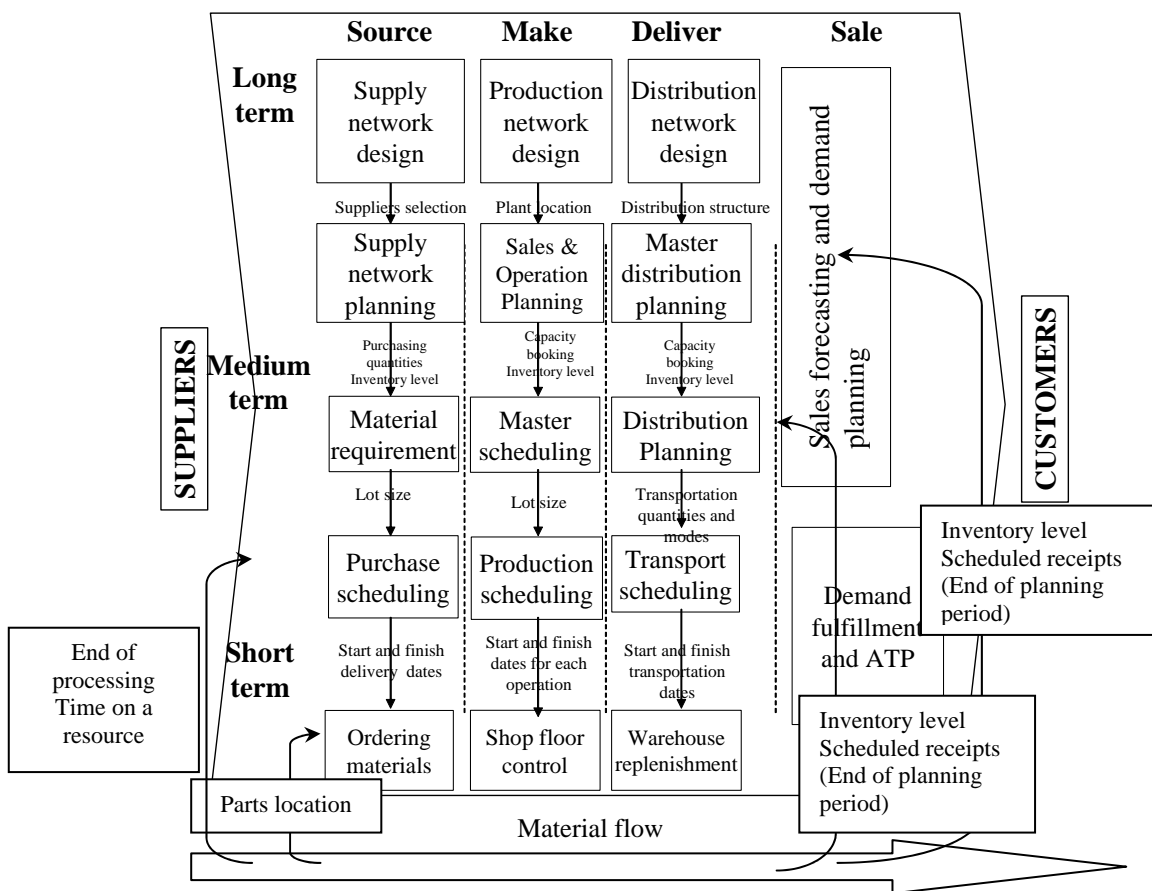 Source
Make
Deliver
Sale
Long
term
Supply
network
design
Production
network
design
Distribution
network
design
Suppliers selection
Plant location
Distribution structure
Supply
network
planning
Sales &
Operation
Planning
Master
distribution
planning
Sales forecasting and demand
planning
SUPPLIERS
Medium
term
CUSTOMERS
Purchasing
quantities
Inventory level
Capacity
booking
Inventory level
Capacity
booking
Inventory level
Material
requirement
Master
scheduling
Distribution
Planning
Lot size
Lot size
Transportation
quantities and
modes
Purchase
scheduling
Production
scheduling
Transport
scheduling
Demand
fulfillment
and ATP
Inventory level
Scheduled receipts
(End of planning
period)
End of
processing
Time on a
resource
Short
term
Start and finish
delivery dates
Start and finish
dates for each
operation
Start and finish
transportation
dates
Ordering
materials
Shop floor
control
Warehouse
replenishment
Inventory level
Scheduled receipts
(End of planning
period)
Parts location
Material flow